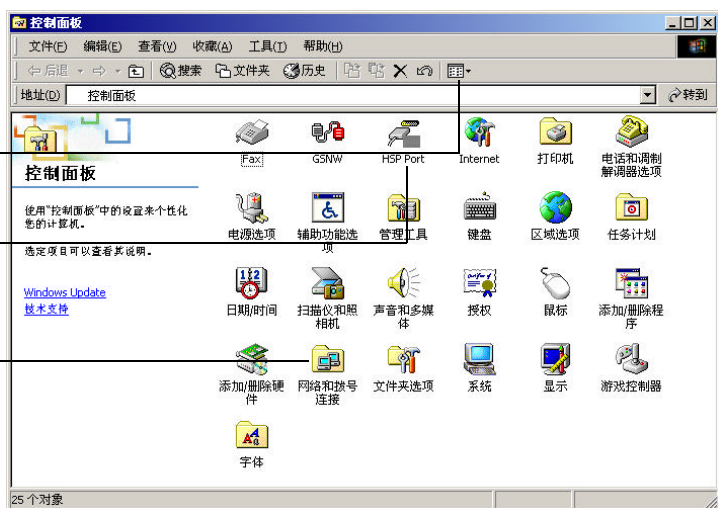 控制面板
文件(F) 编辑(E) 查看(V) 收藏(A) 工具(T) 帮助(H)
后退 搜索 文件夹 历史
地址(D) 控制面板 转到
控制面板
使用"控制面板"中的设置来个性化
您的计算机。
选定项目可以查看其说明。
Windows Update
技术支持
Fax
GSNW
HSP Port
Internet
打印机
电话和调制
解调器选项
电源选项
辅助功能选
项
管理工具
键盘
区域选项
任务计划
日期/时间
扫描仪和照
相机
声音和多媒
体
授权
鼠标
添加/删除程
序
添加/删除硬
件
网络和拨号
连接
文件夹选项
系统
显示
游戏控制器
字体
25 个对象